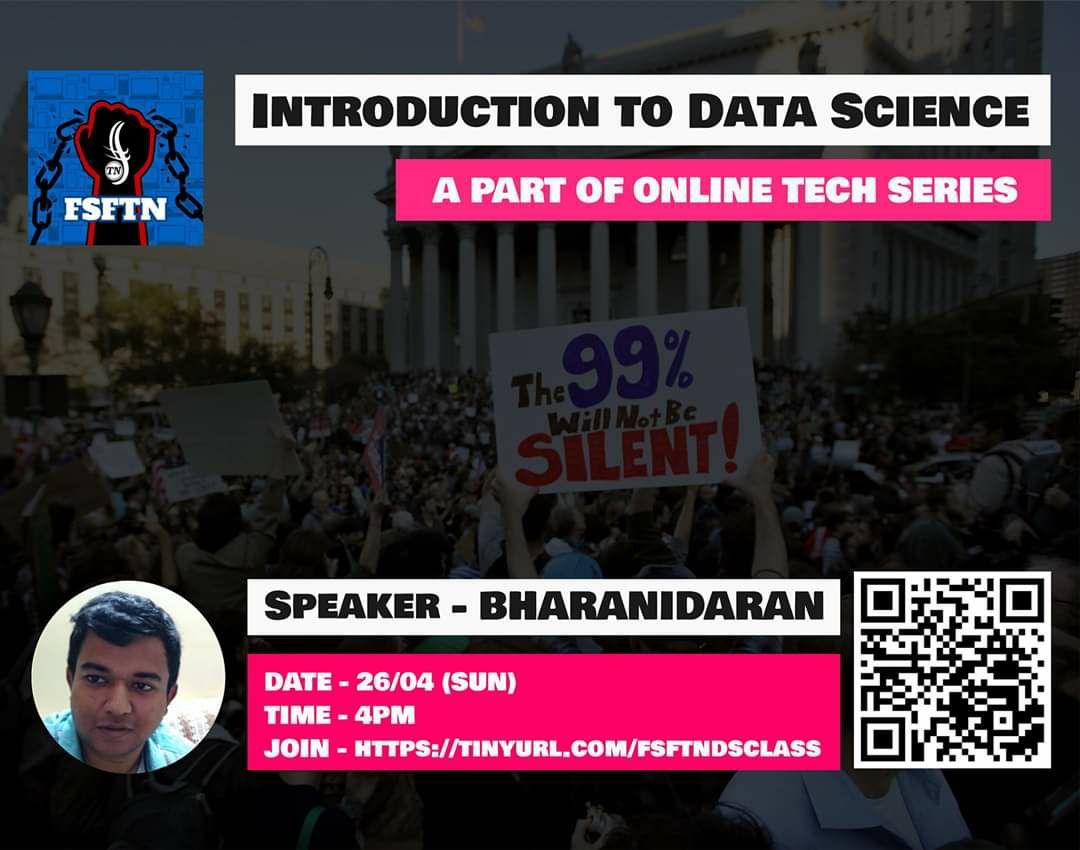 INTRODUCTION TO DATA SCIENCE
A PART OF ONLINE TECH SERIES
TN
FSFTN
The 99%
Will Not Be
SILENT!
SPEAKER - BHARANIDARAN
DATE - 26/04 (SUN)
TIME - 4PM
JOIN - HTTPS://TINYURL.COM/FSFTNDSCLASS